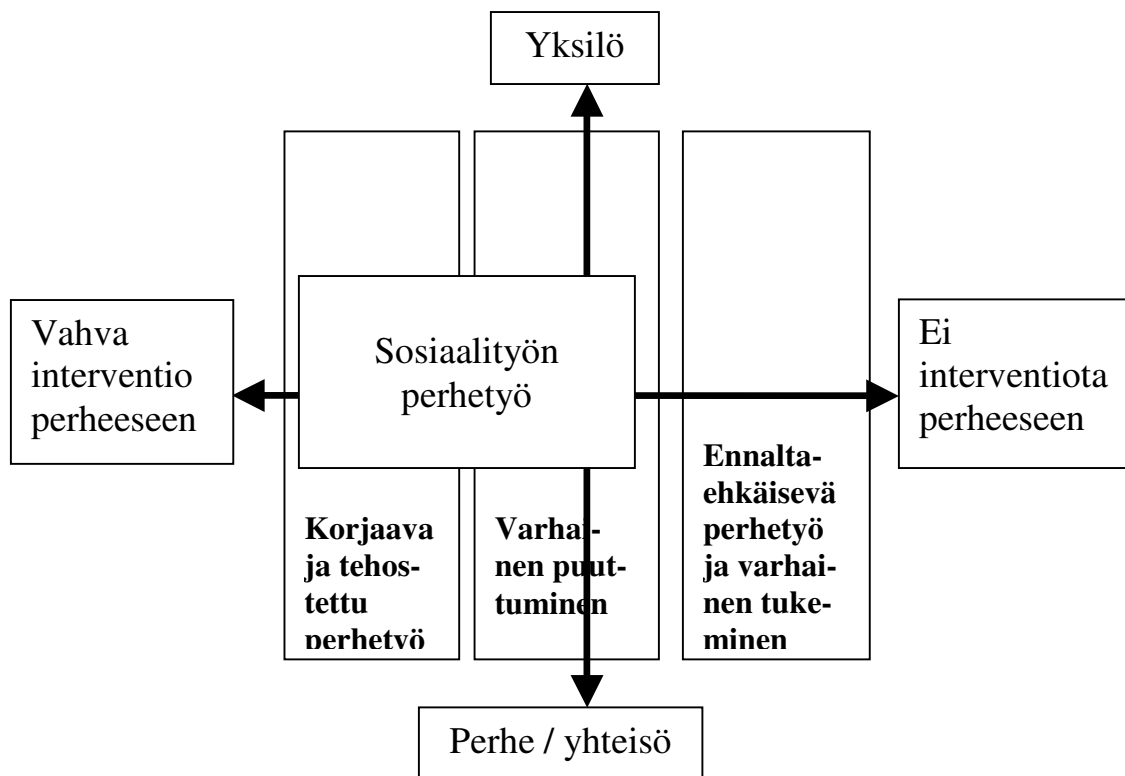 Yksilö
Vahva
interventio
perheeseen
Sosiaalityön
perhetyö
Ei
interventiota
perheeseen
Korjaava
ja tehos-
tettu
perhetyö
Varhai-
nen puut-
tuminen
Ennalta-
ehkäisevä
perhetyö
ja varhai-
nen tuke-
minen
Perhe / yhteisö